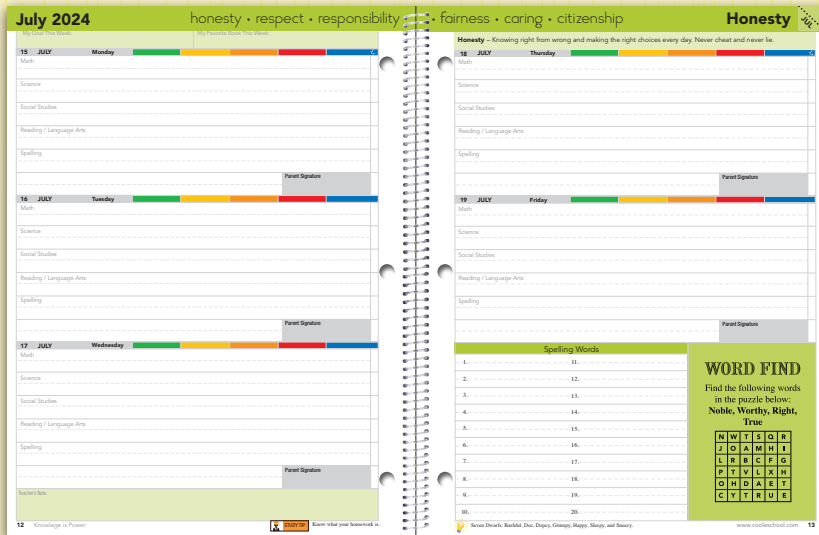 July 2024
honesty • respect • responsibility • fairness • caring • citizenship
Honesty
JUL
My Goal This Week:
My Favorite Book This Week:
15 JULY Monday
Math
Science
Social Studies
Reading / Language Arts
Spelling
Parent Signature
16 JULY Tuesday
Math
Science
Social Studies
Reading / Language Arts
Spelling
Parent Signature
17 JULY Wednesday
Math
Science
Social Studies
Reading / Language Arts
Spelling
Parent Signature
Teacher's Note:
12 Knowlege is Power
STUDY TIP:
Know what your homework is.
Honesty – Knowing right from wrong and making the right choices every day. Never cheat and never lie.
18 JULY Thursday
Math
Science
Social Studies
Reading / Language Arts
Spelling
Parent Signature
19 JULY Friday
Math
Science
Social Studies
Reading / Language Arts
Spelling
Parent Signature
Spelling Words
1. 11.
2. 12.
3. 13.
4. 14.
5. 15.
6. 16.
7. 17.
8. 18.
9. 19.
10. 20.
WORD FIND
Find the following words
in the puzzle below:
Noble, Worthy, Right,
True
N W T S Q R
J O A M H I
L R B C F G
P T V L X H
O H D A E T
C Y T R U E
Seven Dwarfs: Bashful, Doc, Dopey, Grumpy, Happy, Sleepy, and Sneezy.
www.cooleschool.com 13